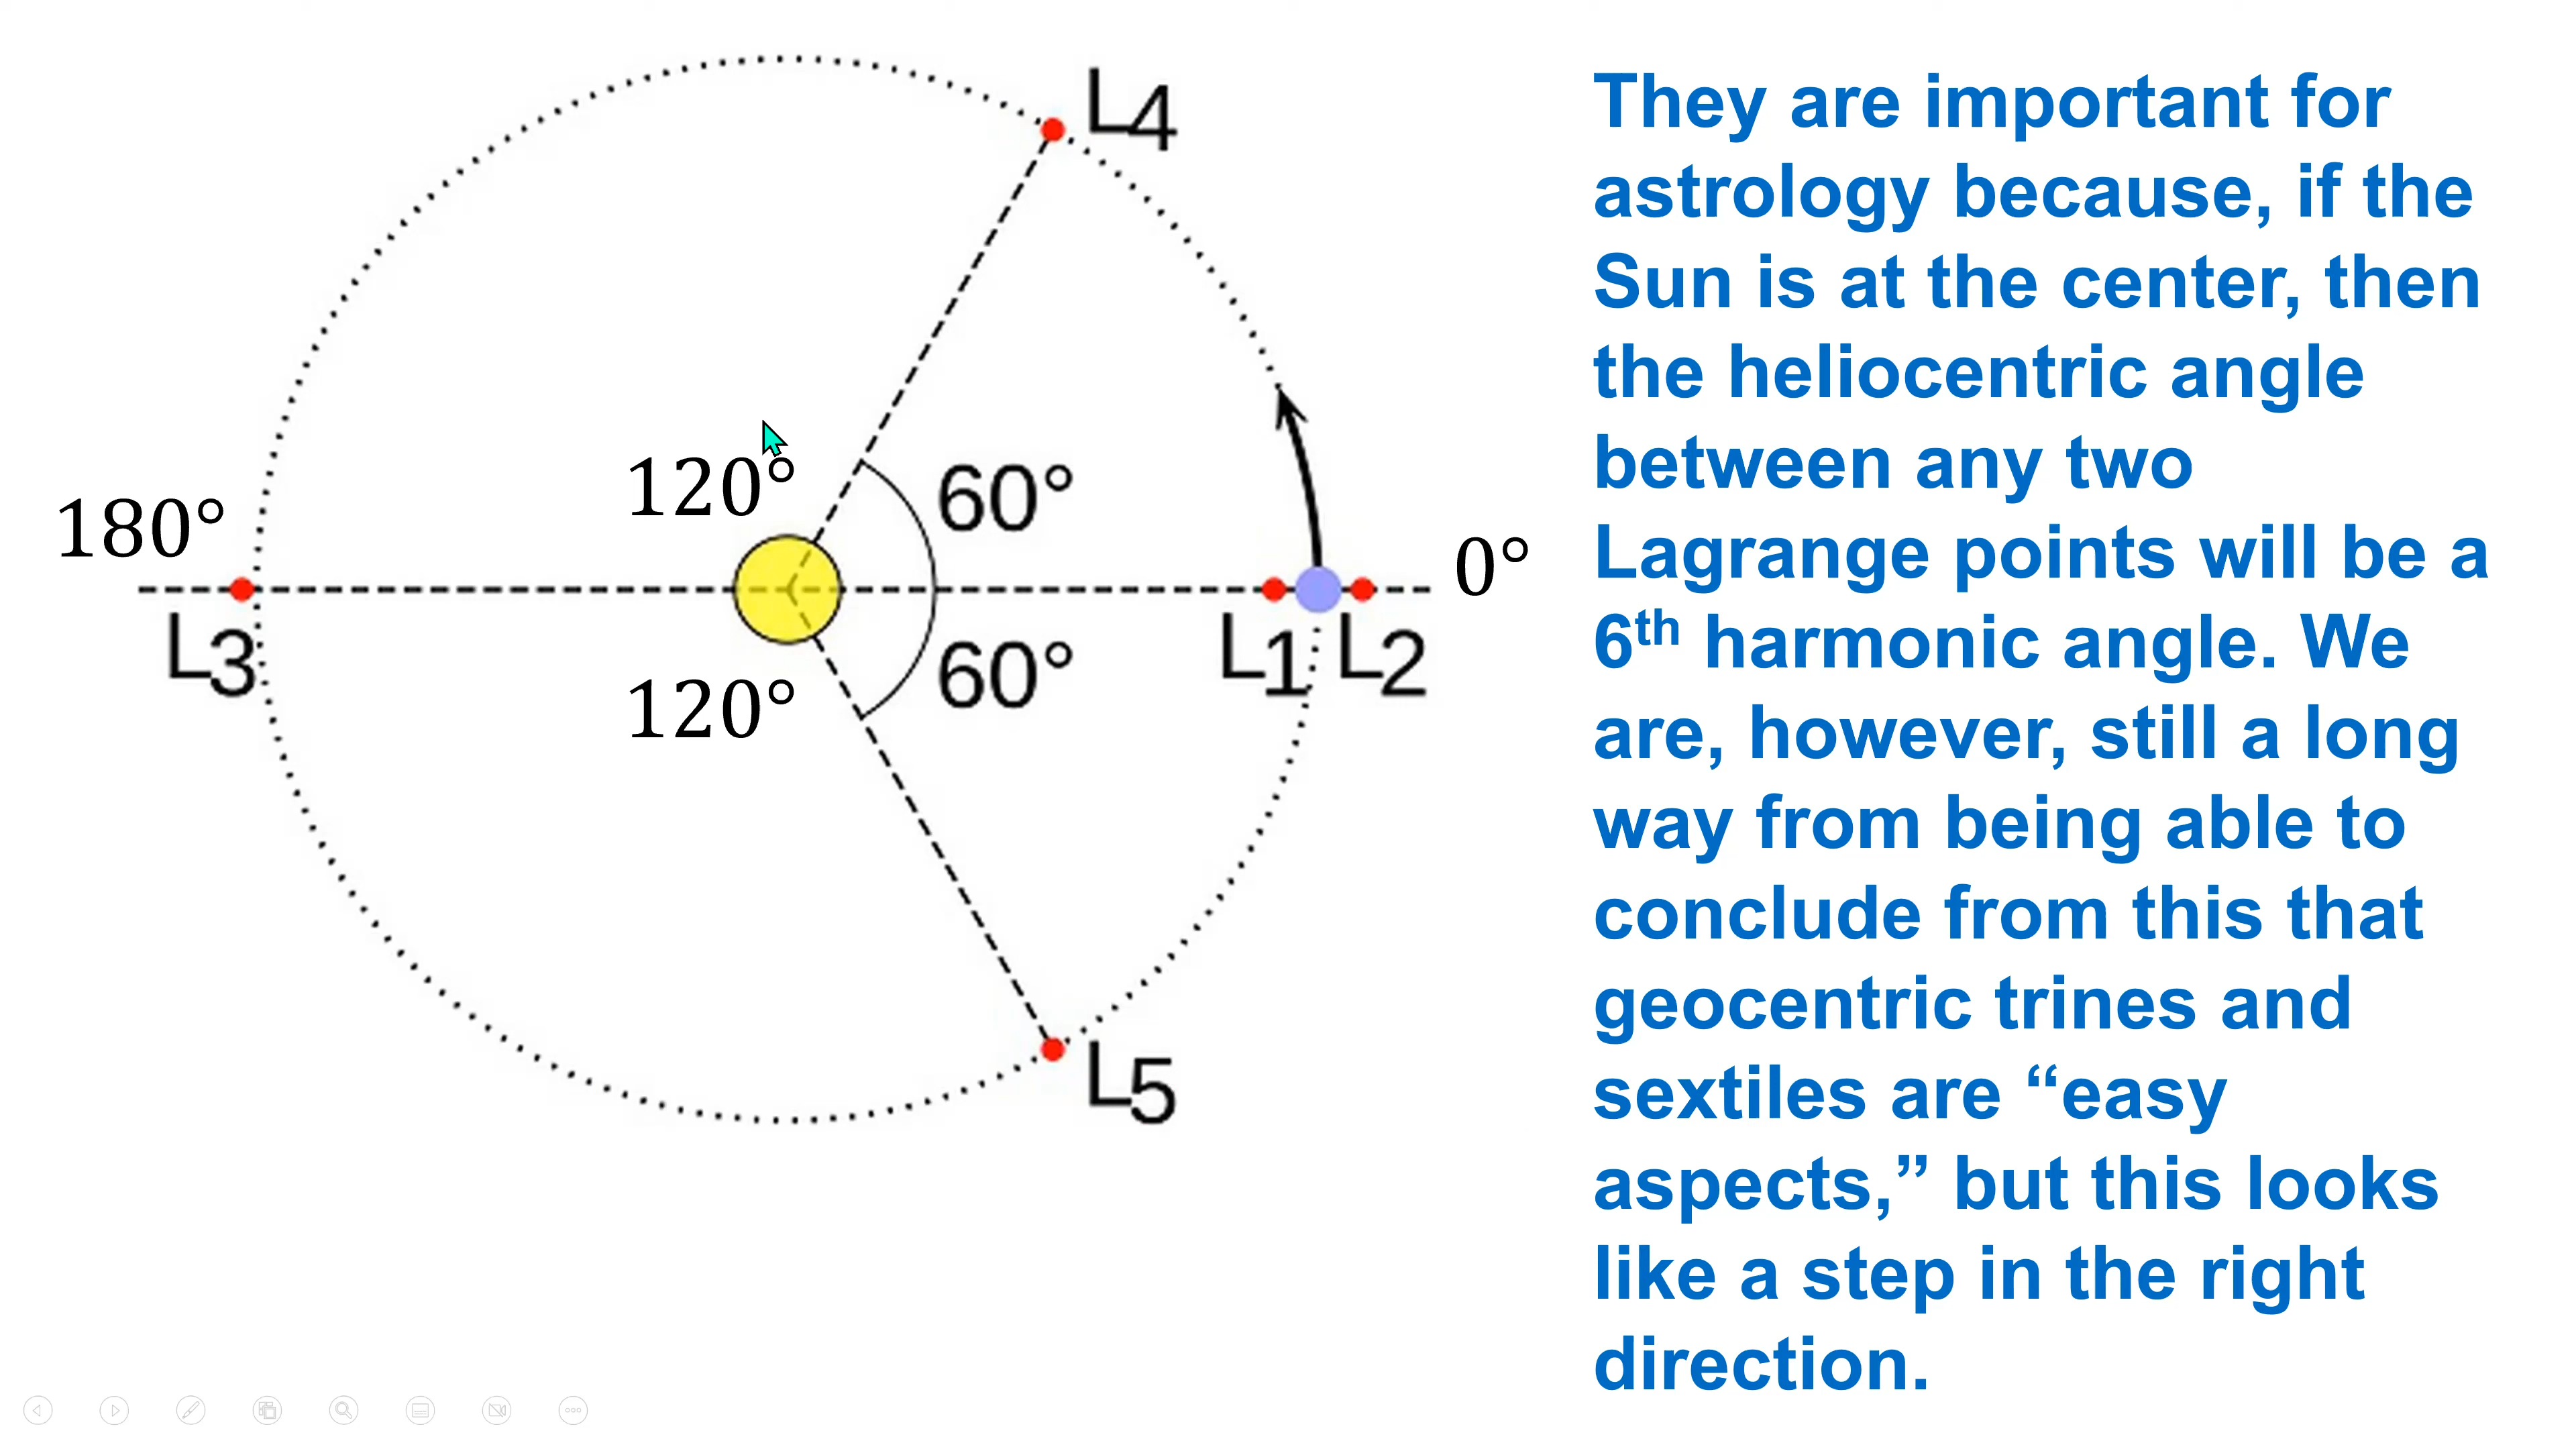 They are important for
astrology because, if the
Sun is at the center, then
the heliocentric angle
between any two
Lagrange points will be a
6th harmonic angle. We
are, however, still a long
way from being able to
conclude from this that
geocentric trines and
sextiles are “easy
aspects,” but this looks
like a step in the right
direction.
L4
120°
60°
180°
0°
L3
L1
L2
120°
60°
L5